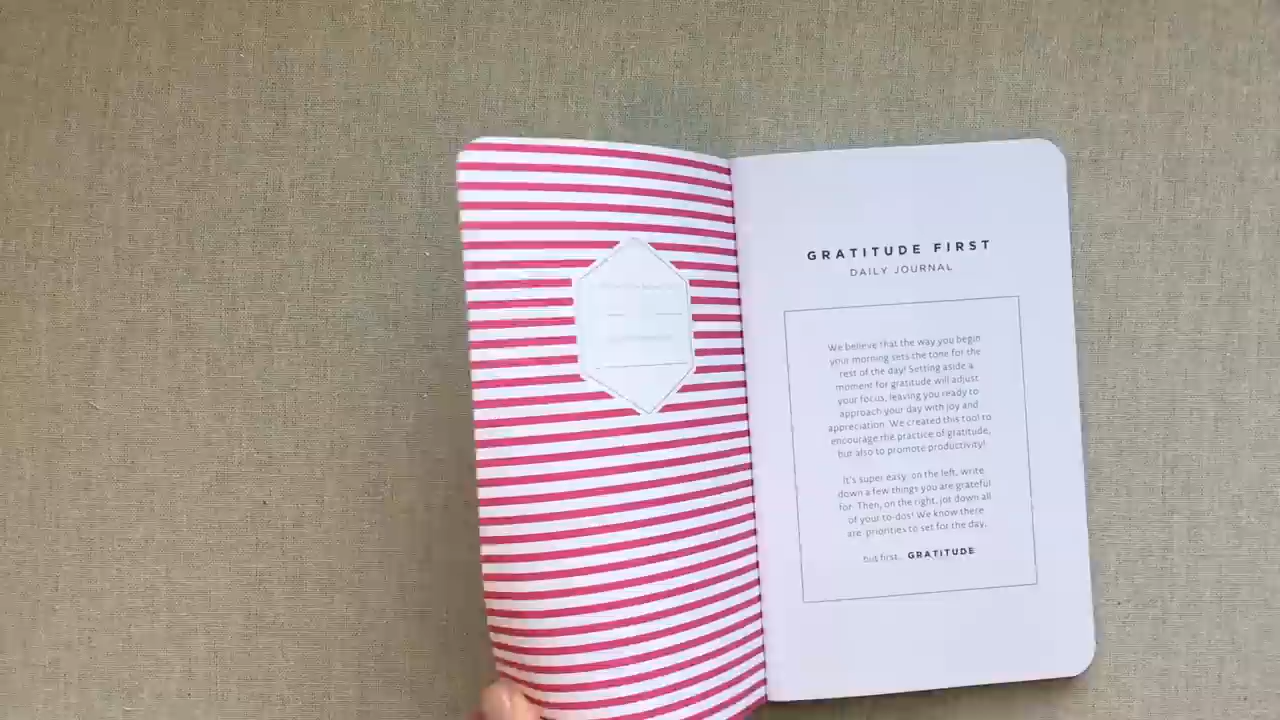 GRATITUDE FIRST
DAILY JOURNAL
We believe that the way you begin
your morning sets the tone for the
rest of the day! Setting aside a
moment for gratitude will adjust
your focus, leaving you ready to
approach your day with joy and
appreciation. We created this tool to
encourage the practice of gratitude,
but also to promote productivity!
It's super easy: on the left, write
down a few things you are grateful
for. Then, on the right, jot down all
of your to-dos! We know there
are priorities to set for the day,
but first... GRATITUDE